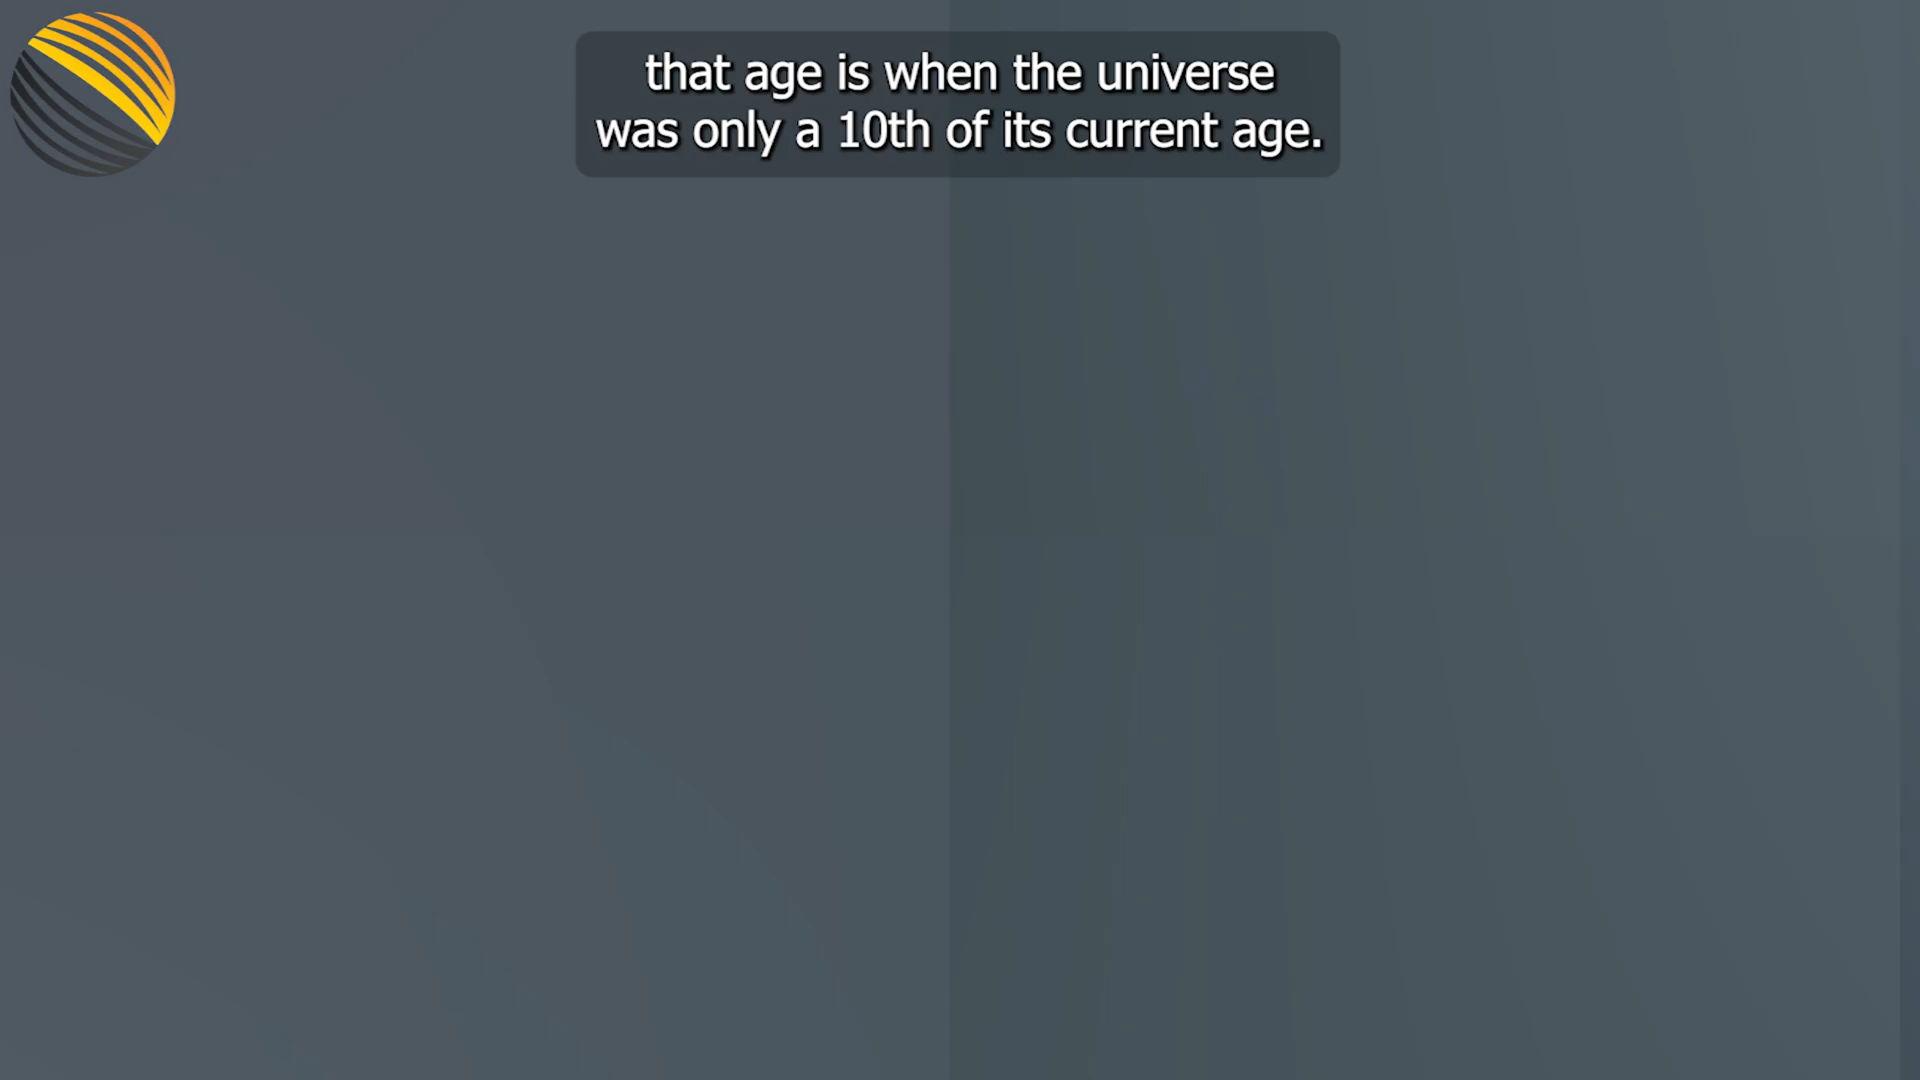 that age is when the universe
was only a 10th of its current age.